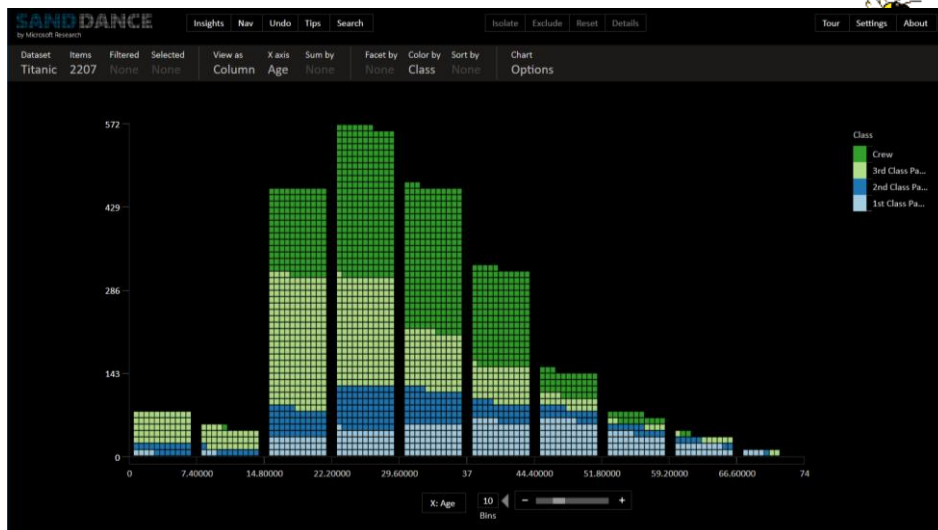 SANDDANCE
by Microsoft Research
Insights Nav Undo Tips Search
Isolate Exclude Reset Details
Tour Settings About
Dataset Items Filtered Selected View as X axis Sum by Facet by Color by Sort by Chart
Titanic 2207 None None Column Age None None Class None Options
572
429
286
143
0
0 7.40000 14.80000 22.20000 29.60000 37 44.40000 51.80000 59.20000 66.60000 74
Class
Crew
3rd Class Pa...
2nd Class Pa...
1st Class Pa...
X: Age 10 - +
Bins